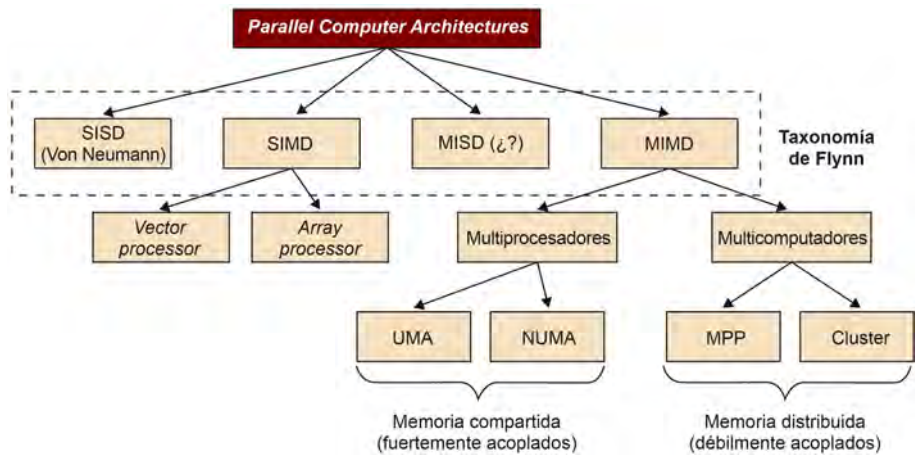 Parallel Computer Architectures
SISD
(Von Neumann)
SIMD
MISD (¿?)
MIMD
Taxonomía
de Flynn
Vector
processor
Array
processor
Multiprocesadores
Multicomputadores
UMA
NUMA
MPP
Cluster
Memoria compartida
(fuertemente acoplados)
Memoria distribuida
(débilmente acoplados)